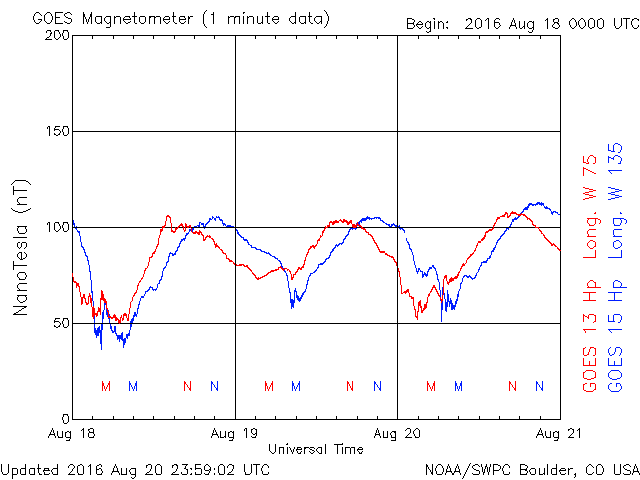 GOES Magnetometer (1 minute data)
Begin: 2016 Aug 18 0000 UTC
200
150
100
50
0
NanoTesla (nT)
M M N N M M N N M M N N
Aug 18 Aug 19 Aug 20 Aug 21
Universal Time
GOES 13 Hp Long. W 75
GOES 15 Hp Long. W 135
Updated 2016 Aug 20 23:59:02 UTC
NOAA/SWPC Boulder, CO USA